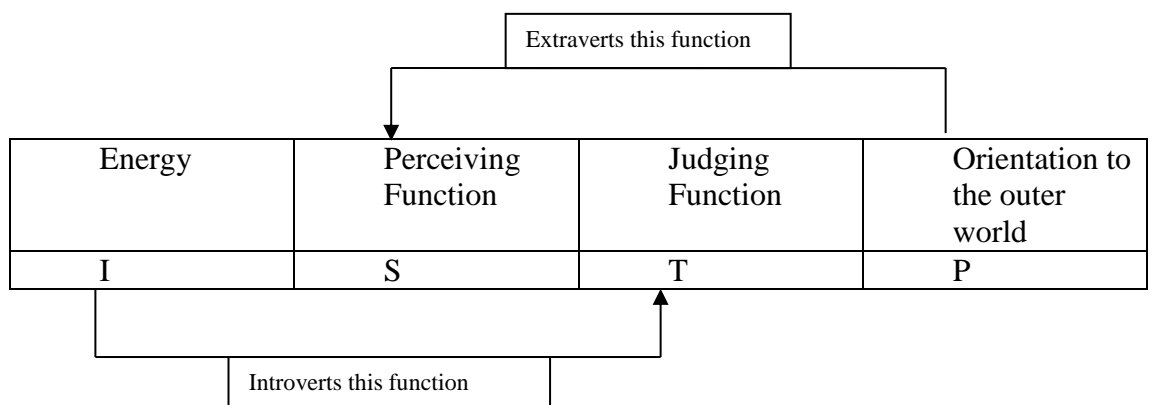 Extraverts this function
Energy
Perceiving
Function
Judging
Function
Orientation to
the outer
world
I
S
T
P
Introverts this function